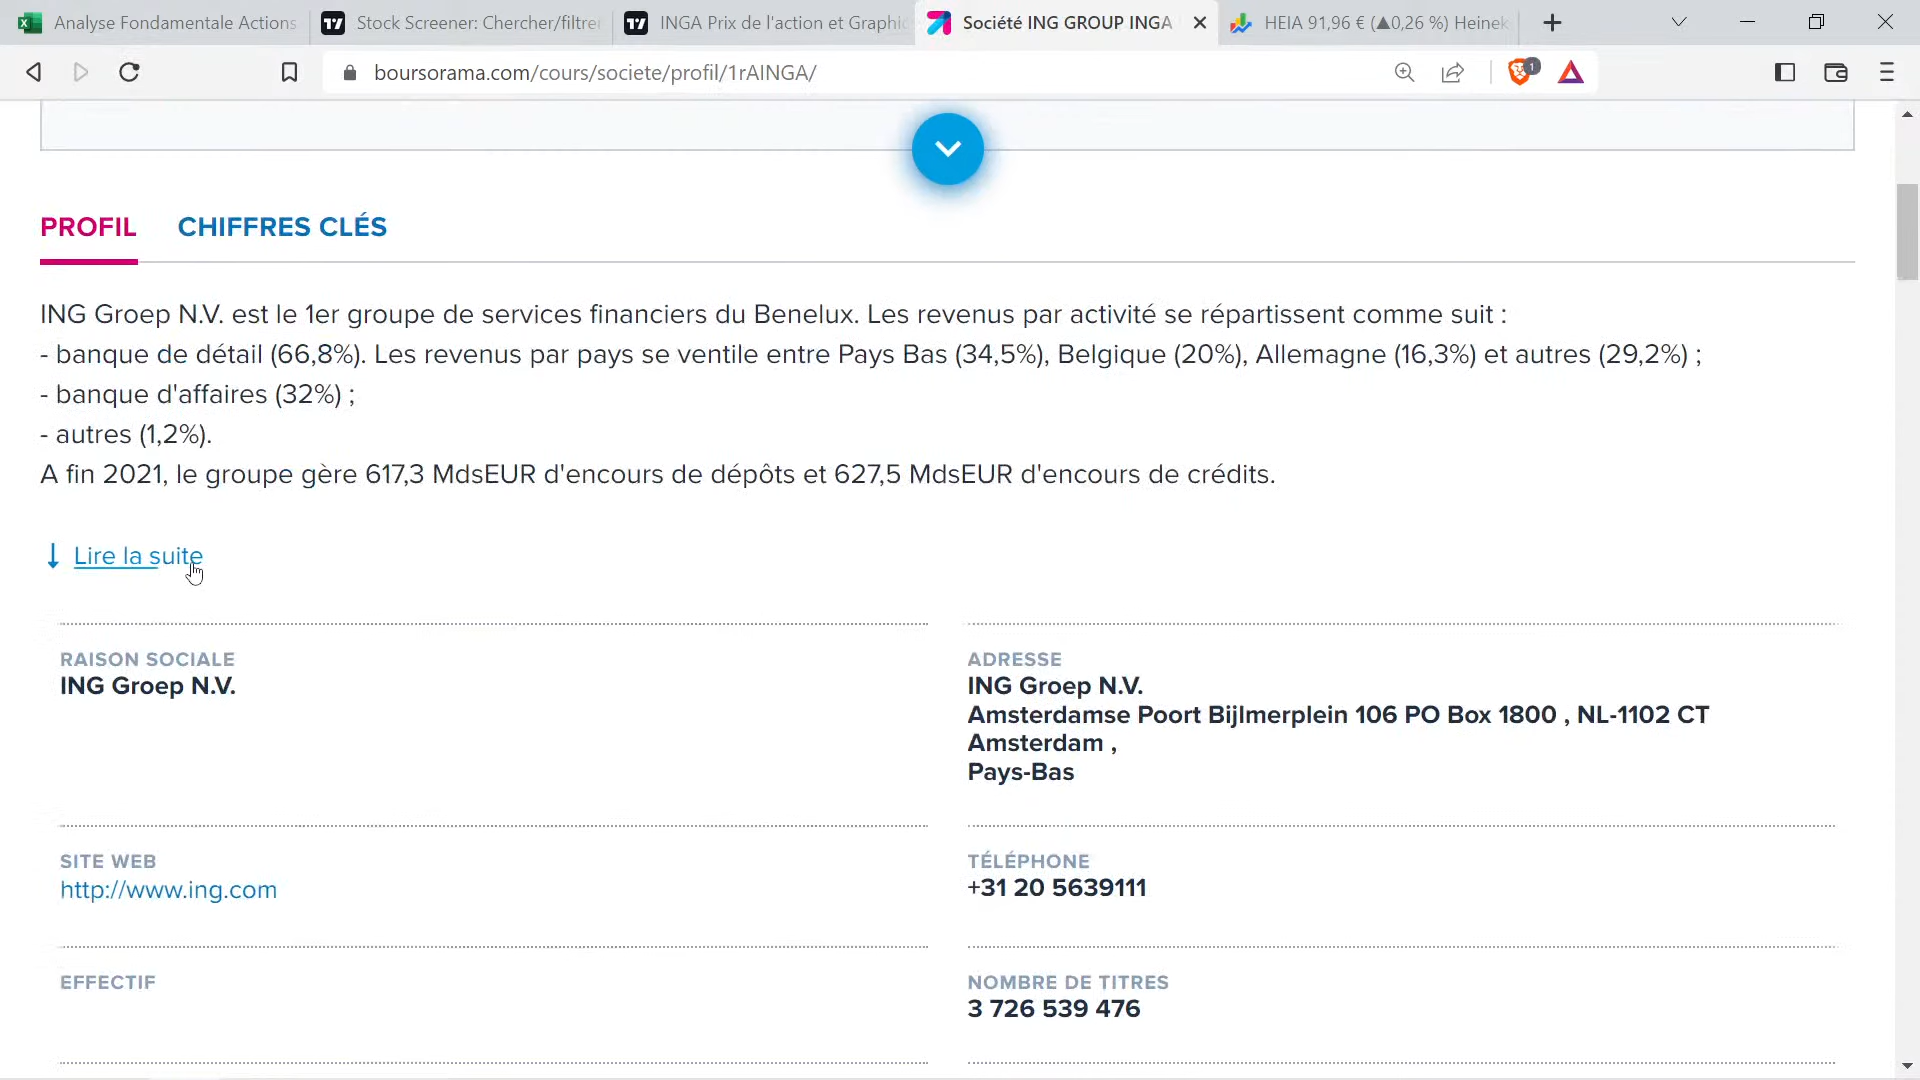 Analyse Fondamentale Actions
Stock Screener: Chercher/filtrer
INGA Prix de l'action et Graphic
Société ING GROUP INGA
HEIA 91,96 € (▲0,26 %) Heinek
boursorama.com/cours/societe/profil/1rAINGA/
1
PROFIL
CHIFFRES CLÉS
ING Groep N.V. est le 1er groupe de services financiers du Benelux. Les revenus par activité se répartissent comme suit :
- banque de détail (66,8%). Les revenus par pays se ventile entre Pays Bas (34,5%), Belgique (20%), Allemagne (16,3%) et autres (29,2%) ;
- banque d'affaires (32%) ;
- autres (1,2%).
A fin 2021, le groupe gère 617,3 MdsEUR d'encours de dépôts et 627,5 MdsEUR d'encours de crédits.
Lire la suite
RAISON SOCIALE
ING Groep N.V.
ADRESSE
ING Groep N.V.
Amsterdamse Poort Bijlmerplein 106 PO Box 1800 , NL-1102 CT
Amsterdam ,
Pays-Bas
SITE WEB
http://www.ing.com
TÉLÉPHONE
+31 20 5639111
EFFECTIF
NOMBRE DE TITRES
3 726 539 476